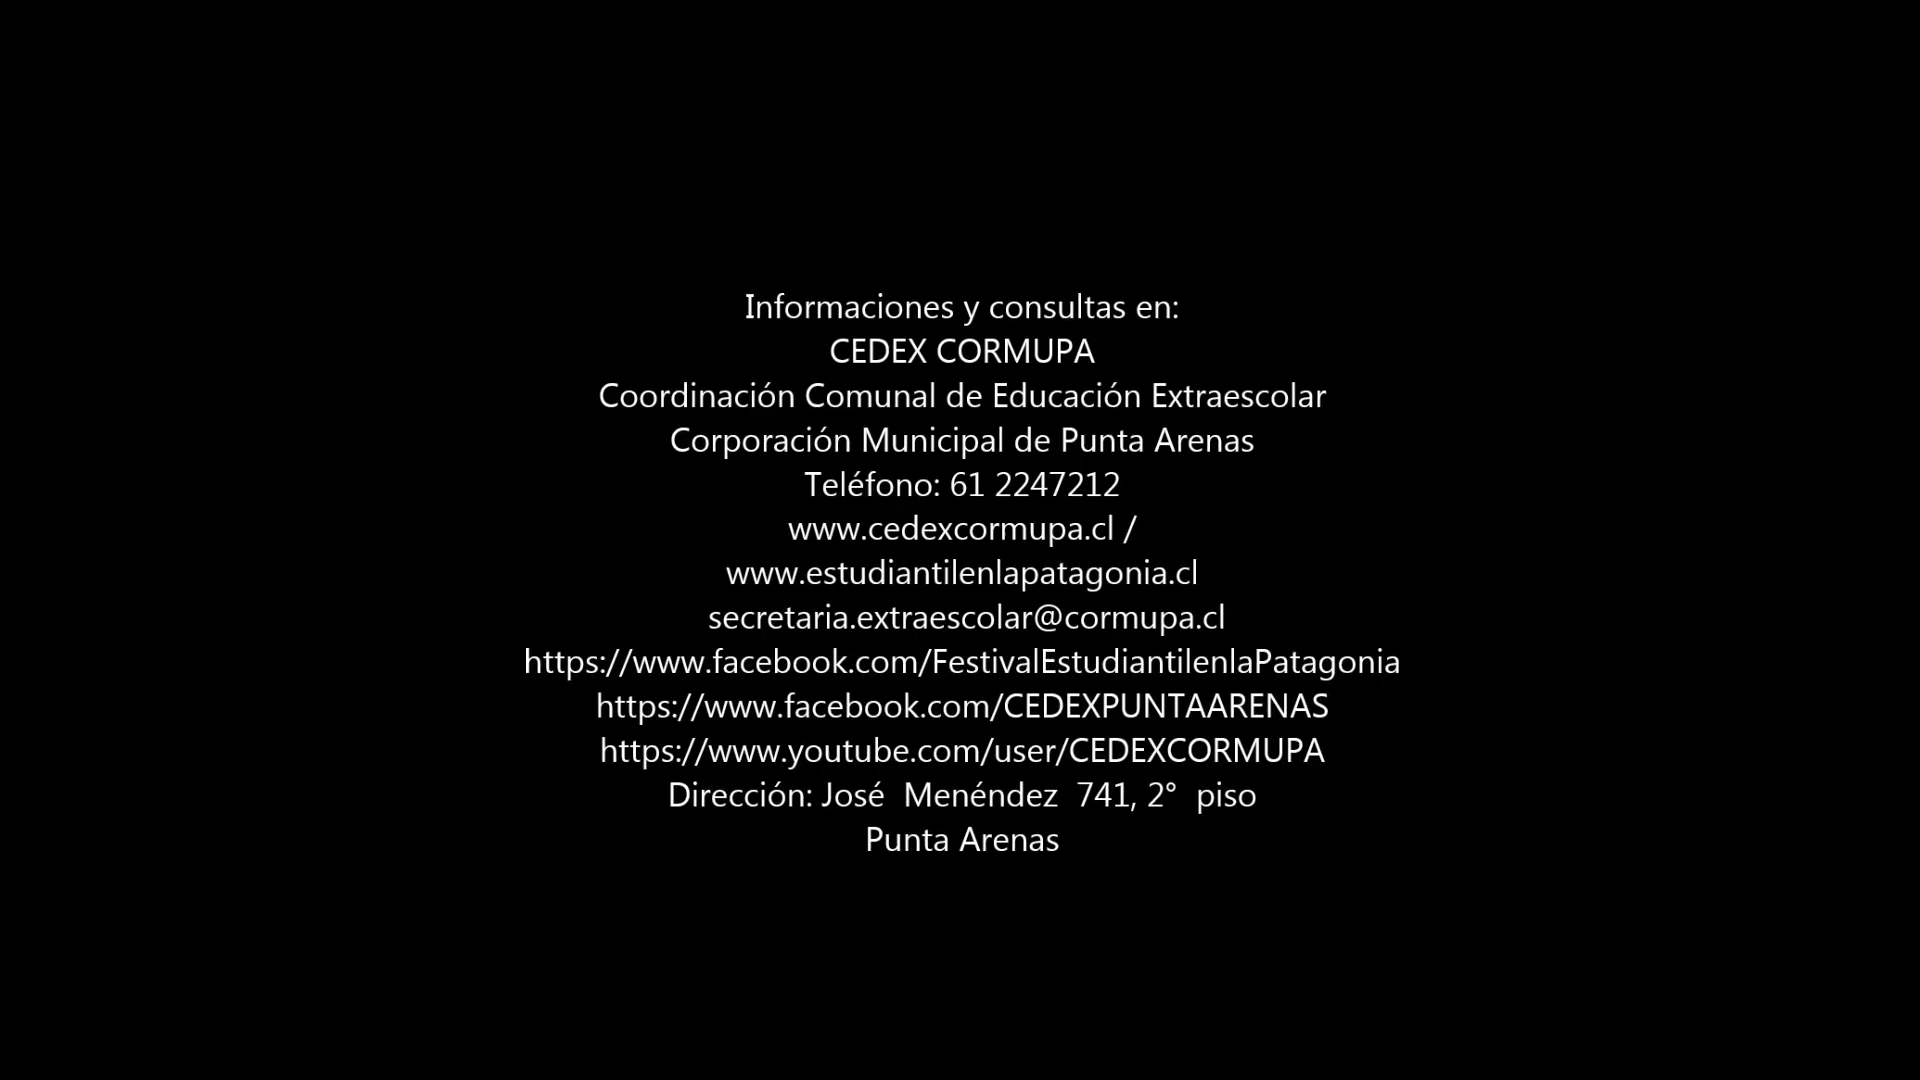 Informaciones y consultas en:
CEDEX CORMUPA
Coordinación Comunal de Educación Extraescolar
Corporación Municipal de Punta Arenas
Teléfono: 61 2247212
www.cedexcormupa.cl /
www.estudiantilenlapatagonia.cl
secretaria.extraescolar@cormupa.cl
https://www.facebook.com/FestivalEstudiantilenlaPatagonia
https://www.facebook.com/CEDEXPUNTAARENAS
https://www.youtube.com/user/CEDEXCORMUPA
Dirección: José  Menéndez  741, 2°  piso
Punta Arenas